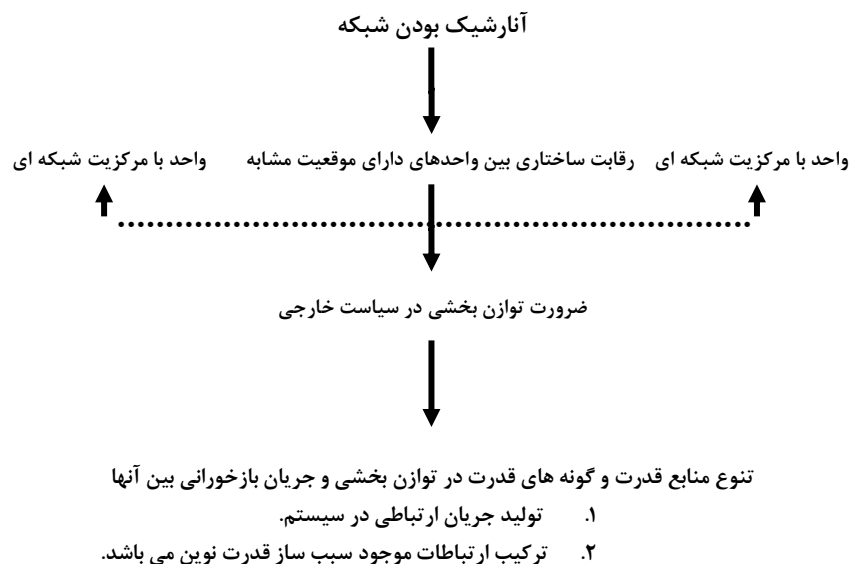 آنارشیک بودن شبکه
واحد با مرکزیت شبکه ای رقابت ساختاری بین واحدهای دارای موقعیت مشابه واحد با مرکزیت شبکه ای
ضرورت توازن بخشی در سیاست خارجی
تنوع منابع قدرت و گونه های قدرت در توازن بخشی و جریان بازخورانی بین آنها
۱. تولید جریان ارتباطی در سیستم.
۲. ترکیب ارتباطات موجود سبب ساز قدرت نوین می باشد.